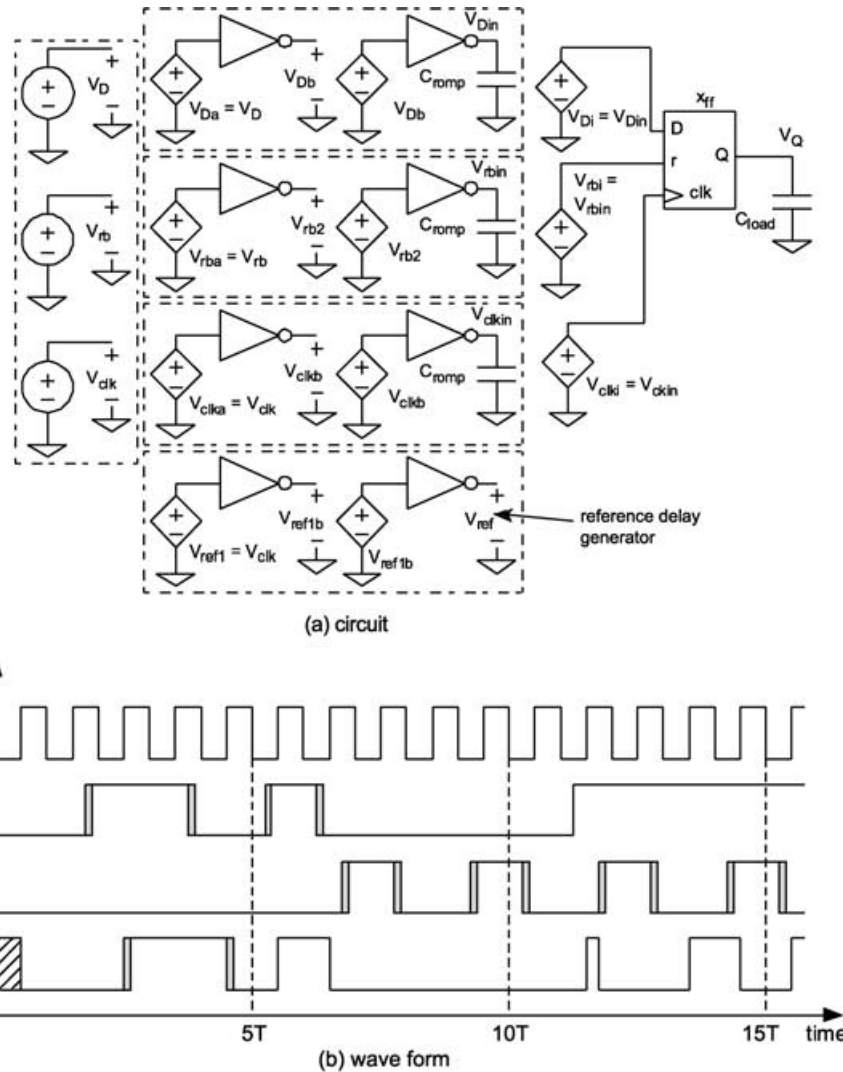 V_D
V_Da = V_D
V_Db
V_Db
V_Din
C_romp
V_Di = V_Din
x_ff
D
r
clk
Q
V_Q
C_load
V_rb
V_rba = V_rb
V_rb2
V_rb2
V_rbin
C_romp
V_rbi =
V_rbin
V_clk
V_clka = V_clk
V_clkb
V_clkb
V_clkin
C_romp
V_clki = V_ckin
V_ref1 = V_clk
V_ref1b
V_ref1b
V_ref
reference delay
generator
(a) circuit
5T
10T
15T
time
(b) wave form